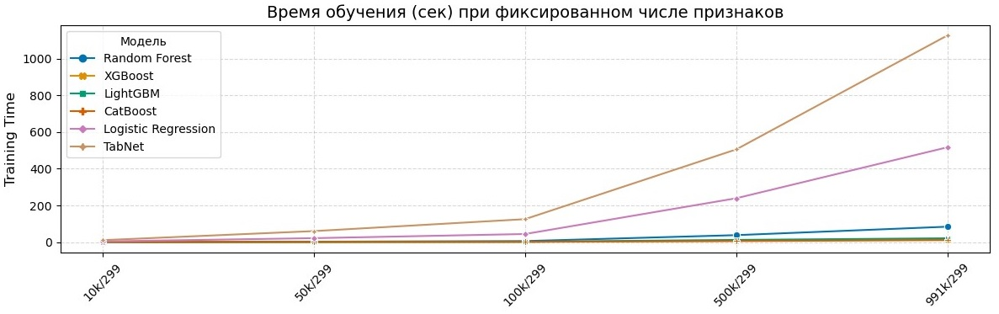 Время обучения (сек) при фиксированном числе признаков
Training Time
1000
800
600
400
200
0
Модель
Random Forest
XGBoost
LightGBM
CatBoost
Logistic Regression
TabNet
10k/299
50k/299
100k/299
500k/299
991k/299